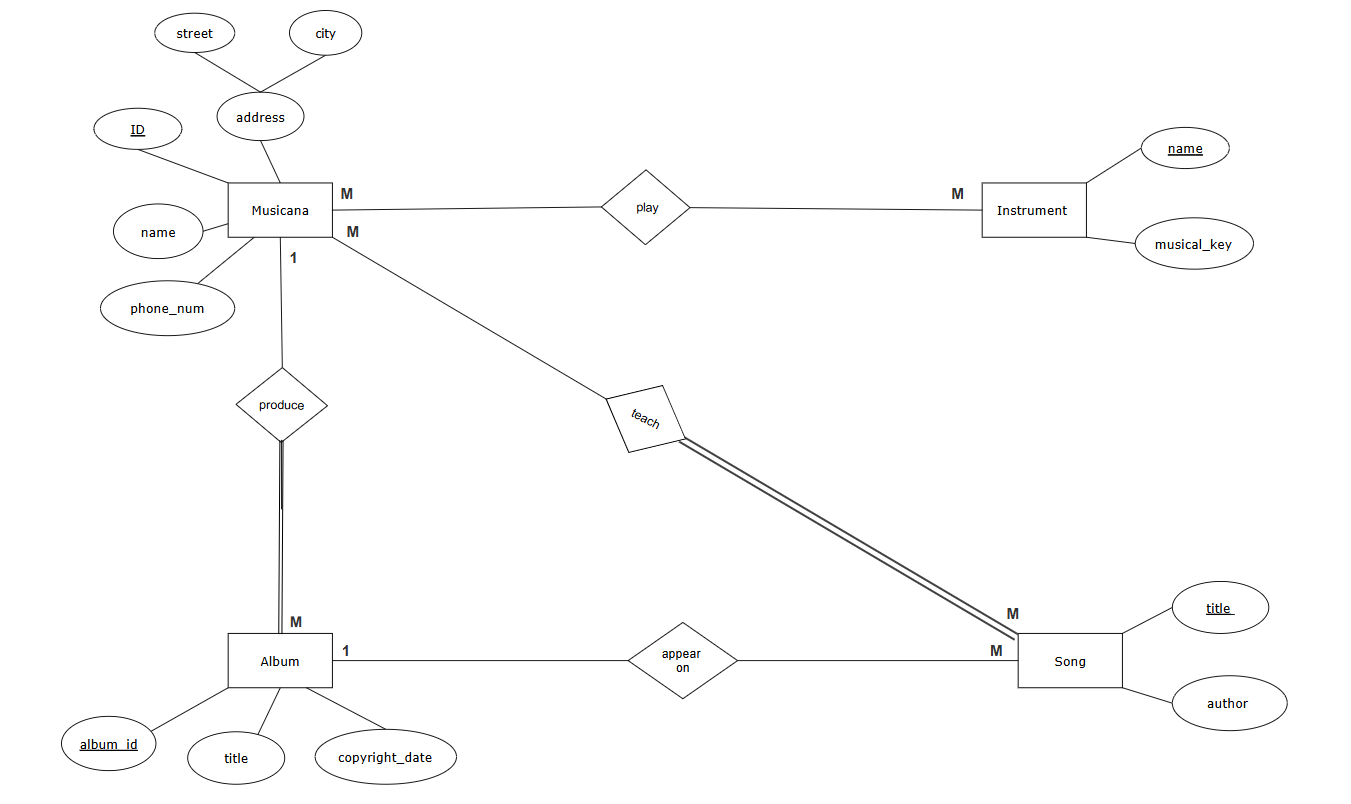 street
city
address
ID
name
phone_num
Musicana
M
M
1
play
M
Instrument
name
musical_key
produce
teach
M
Album
1
appear
on
M
M
Song
title
author
album_id
title
copyright_date